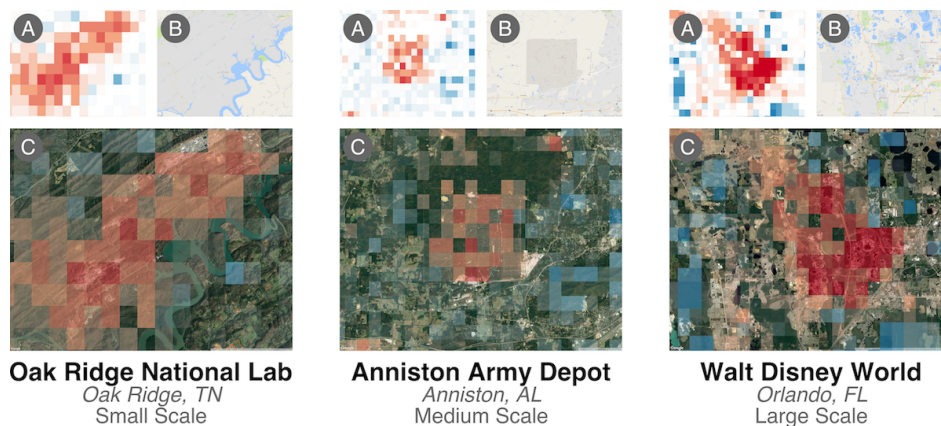 A
B
A
B
A
B
C
C
C
Oak Ridge National Lab
Oak Ridge, TN
Small Scale
Anniston Army Depot
Anniston, AL
Medium Scale
Walt Disney World
Orlando, FL
Large Scale